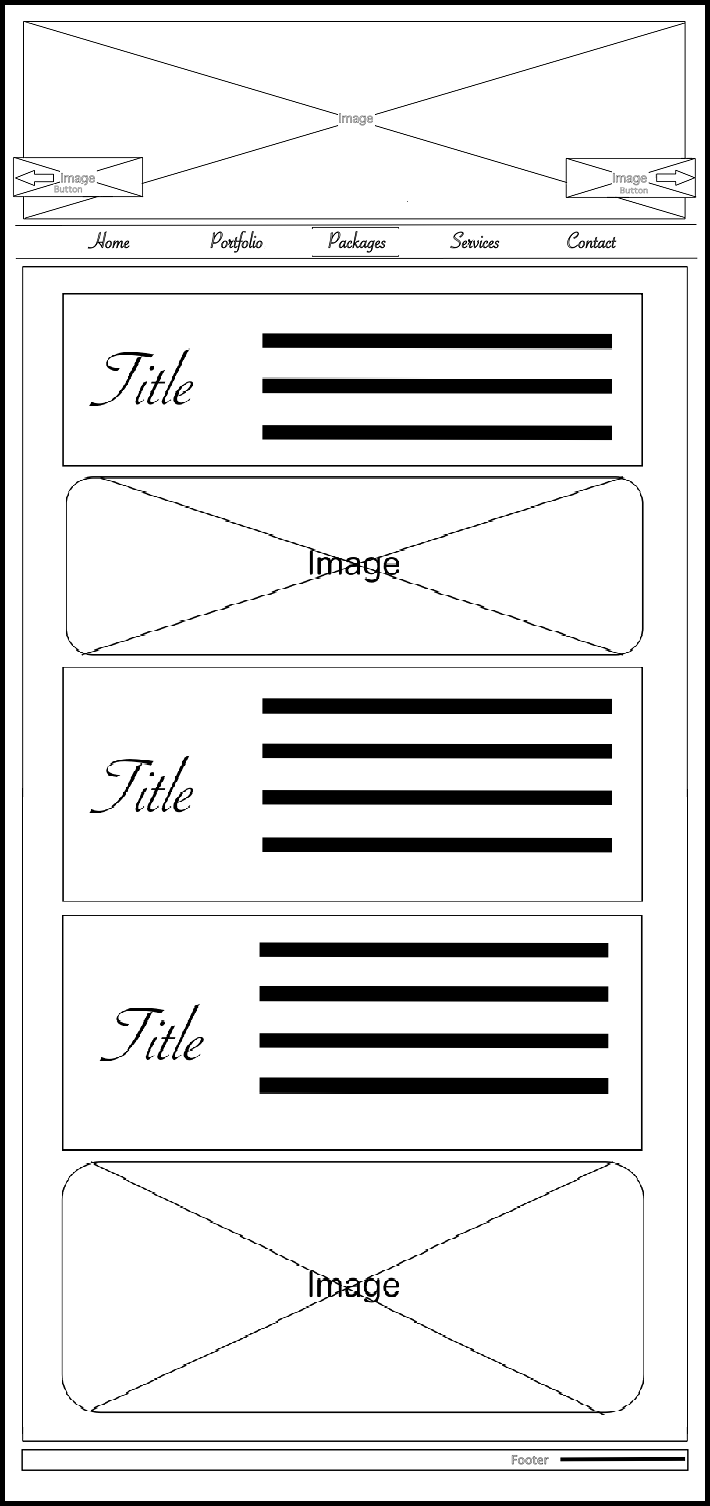 Image
Image
Button
Image
Button
Home Portfolio Packages Services Contact
Title
Image
Title
Title
Image
Footer